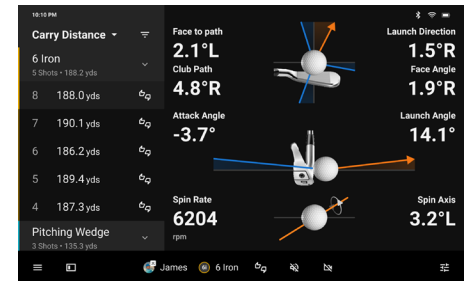 10:10 PM
Carry Distance
6 Iron
5 Shots • 188.2 yds
8 188.0 yds
7 190.1 yds
6 186.2 yds
5 189.4 yds
4 187.3 yds
Pitching Wedge
3 Shots • 135.3 yds
Face to path
2.1°L
Club Path
4.8°R
Launch Direction
1.5°R
Face Angle
1.9°R
Attack Angle
-3.7°
Launch Angle
14.1°
Spin Rate
6204
rpm
Spin Axis
3.2°L
James 6I 6 Iron